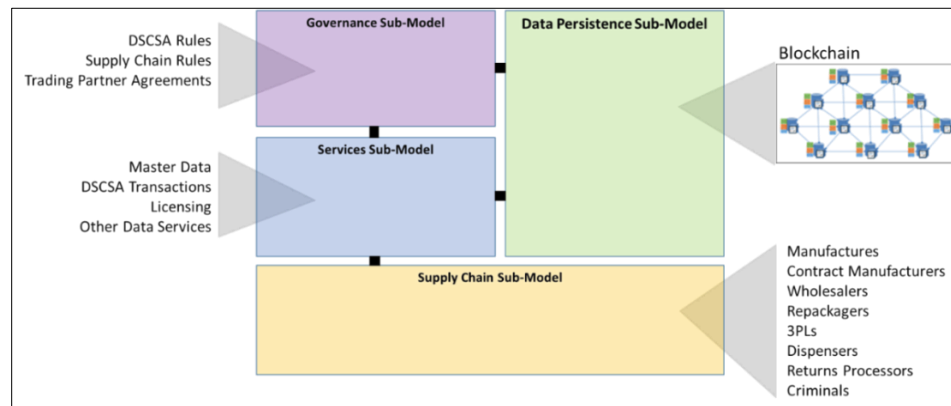 Governance Sub-Model
Data Persistence Sub-Model
DSCSA Rules
Supply Chain Rules
Trading Partner Agreements
Blockchain
Services Sub-Model
Master Data
DSCSA Transactions
Licensing
Other Data Services
Supply Chain Sub-Model
Manufactures
Contract Manufacturers
Wholesalers
Repackagers
3PLs
Dispensers
Returns Processors
Criminals